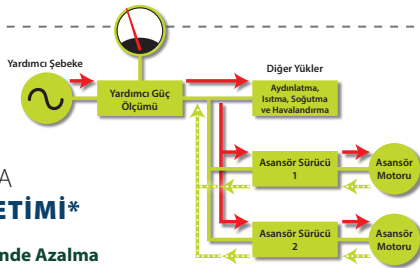 Yardımcı Şebeke
Yardımcı Güç
Ölçümü
Diğer Yükler
Aydınlatma,
Isıtma, Soğutma
ve Havalandırma
Asansör Sürücü
1
Asansör
Motoru
Asansör Sürücü
2
Asansör
Motoru
A
ETİMİ*
nde Azalma